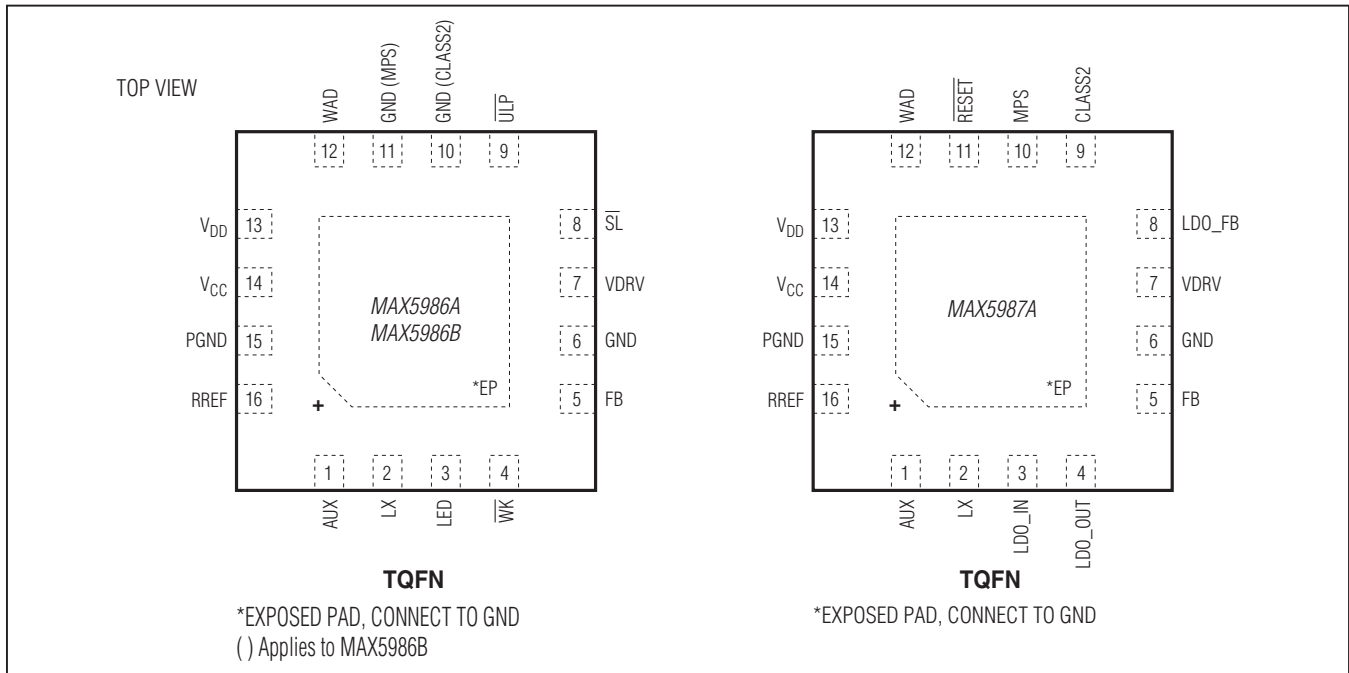 TOP VIEW
WAD
GND (MPS)
GND (CLASS2)
U̅L̅P̅
12
11
10
9
V_DD 13
V_CC 14
PGND 15
RREF 16
MAX5986A
MAX5986B
*EP
+
8 S̅L̅
7 VDRV
6 GND
5 FB
1
2
3
4
AUX
LX
LED
W̅K̅
TQFN
*EXPOSED PAD, CONNECT TO GND
( ) Applies to MAX5986B
WAD
R̅E̅S̅E̅T̅
MPS
CLASS2
12
11
10
9
V_DD 13
V_CC 14
PGND 15
RREF 16
MAX5987A
*EP
+
8 LDO_FB
7 VDRV
6 GND
5 FB
1
2
3
4
AUX
LX
LDO_IN
LDO_OUT
TQFN
*EXPOSED PAD, CONNECT TO GND